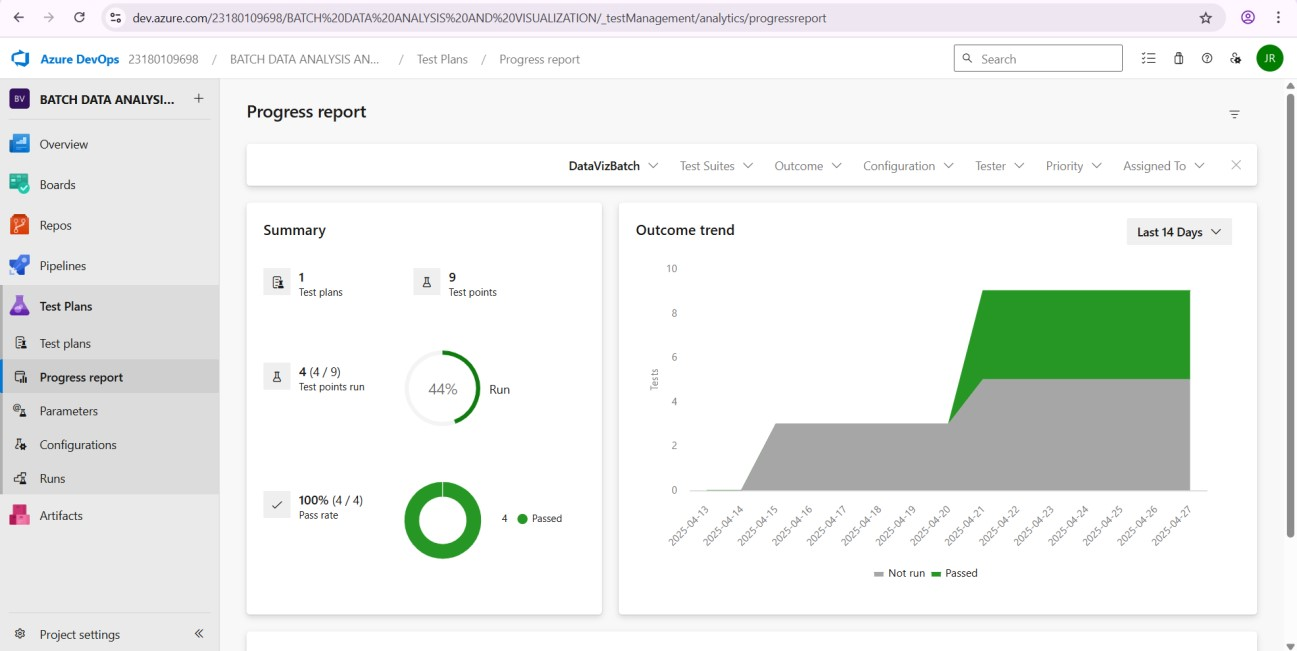 dev.azure.com/23180109698/BATCH%20DATA%20ANALYSIS%20AND%20VISUALIZATION/_testManagement/analytics/progressreport
Azure DevOps 23180109698 / BATCH DATA ANALYSIS AN... / Test Plans / Progress report
Search
JR
BV BATCH DATA ANALYSI... +
Overview
Boards
Repos
Pipelines
Test Plans
Test plans
Progress report
Parameters
Configurations
Runs
Artifacts
Project settings
Progress report
DataVizBatch Test Suites Outcome Configuration Tester Priority Assigned To
Summary
1
Test plans
9
Test points
4 (4 / 9)
Test points run
44%
Run
100% (4 / 4)
Pass rate
4 Passed
Outcome trend
Last 14 Days
10
8
6
4
2
0
Tests
2025-04-13
2025-04-14
2025-04-15
2025-04-16
2025-04-17
2025-04-18
2025-04-19
2025-04-20
2025-04-21
2025-04-22
2025-04-23
2025-04-24
2025-04-25
2025-04-26
2025-04-27
Not run Passed